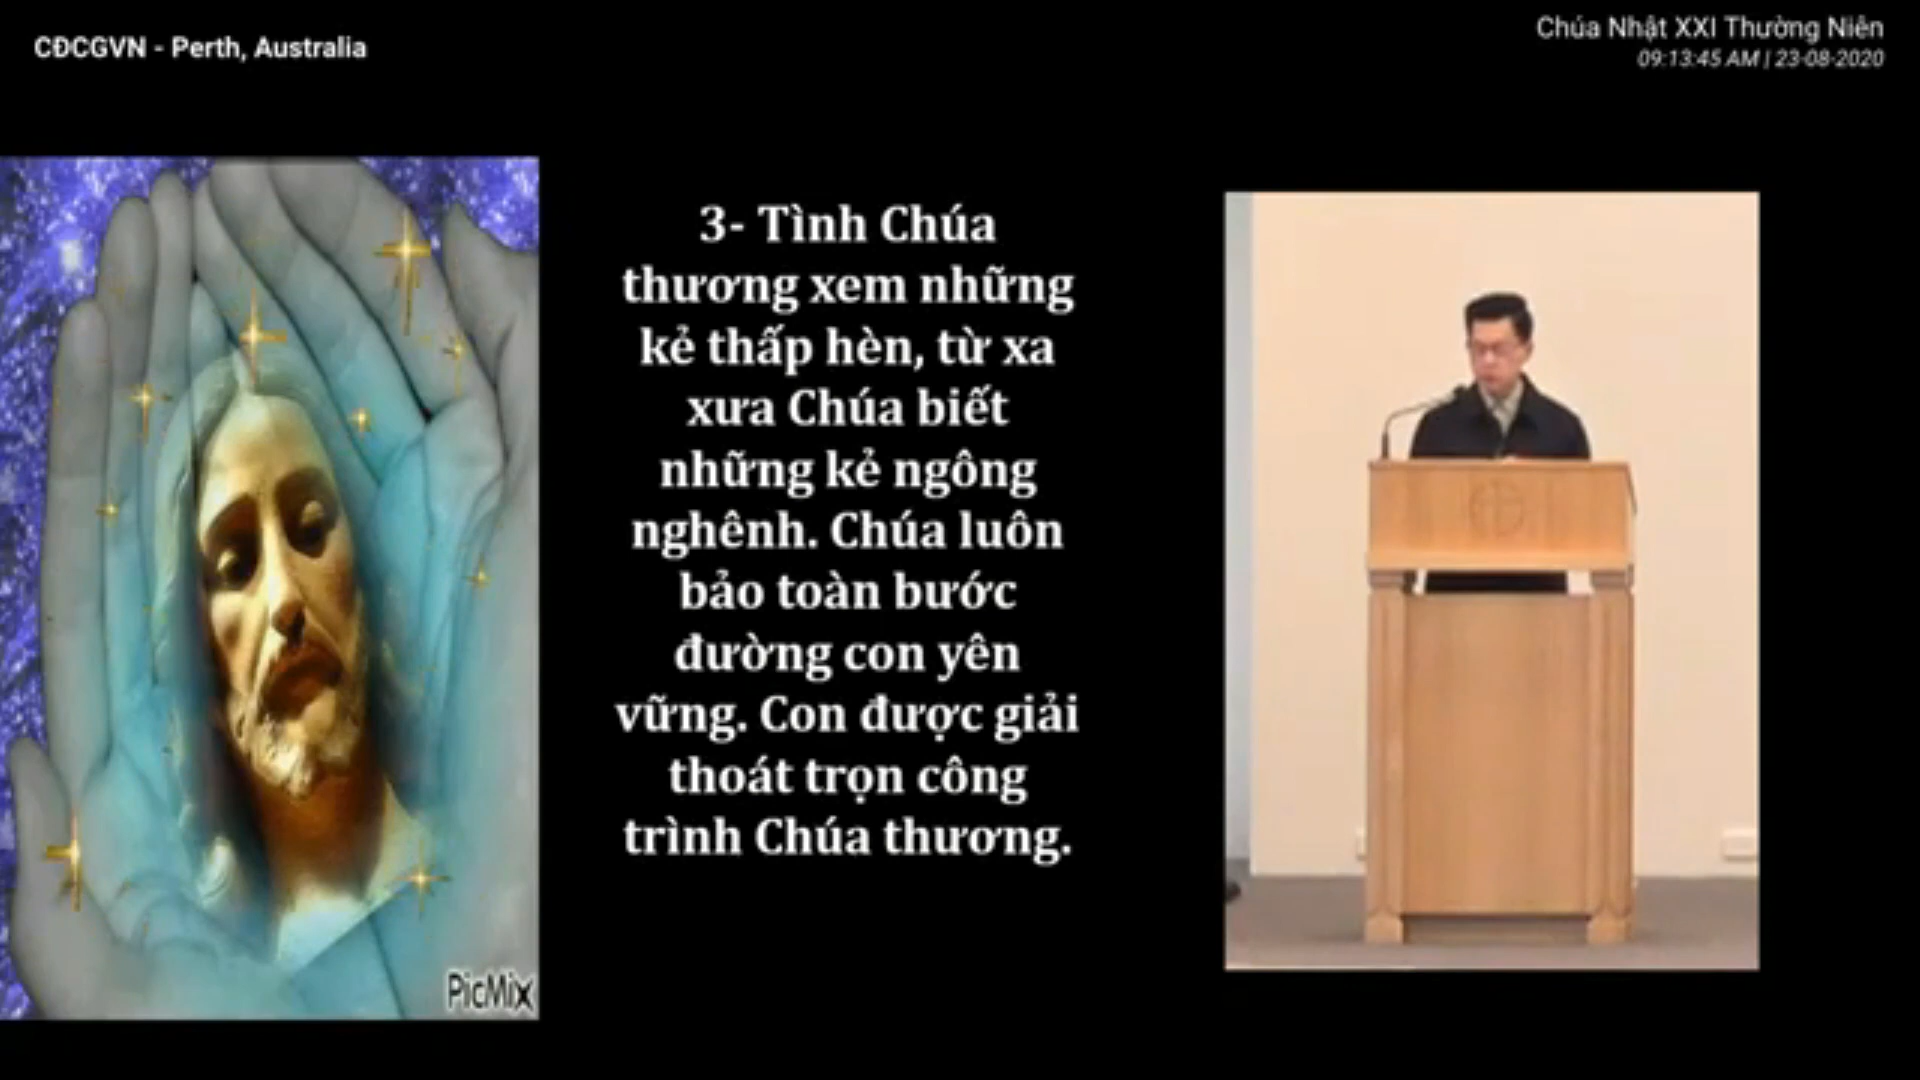 CĐCGVN - Perth, Australia
Chúa Nhật XXI Thường Niên
09:13:45 AM | 23-08-2020
3- Tình Chúa
thương xem những
kẻ thấp hèn, từ xa
xưa Chúa biết
những kẻ ngông
nghênh. Chúa luôn
bảo toàn bước
đường con yên
vững. Con được giải
thoát trọn công
trình Chúa thương.
PicMix